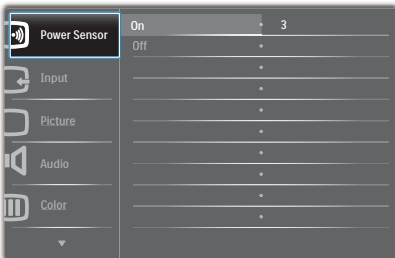 Power Sensor
On 3
Off
Input
Picture
Audio
Color